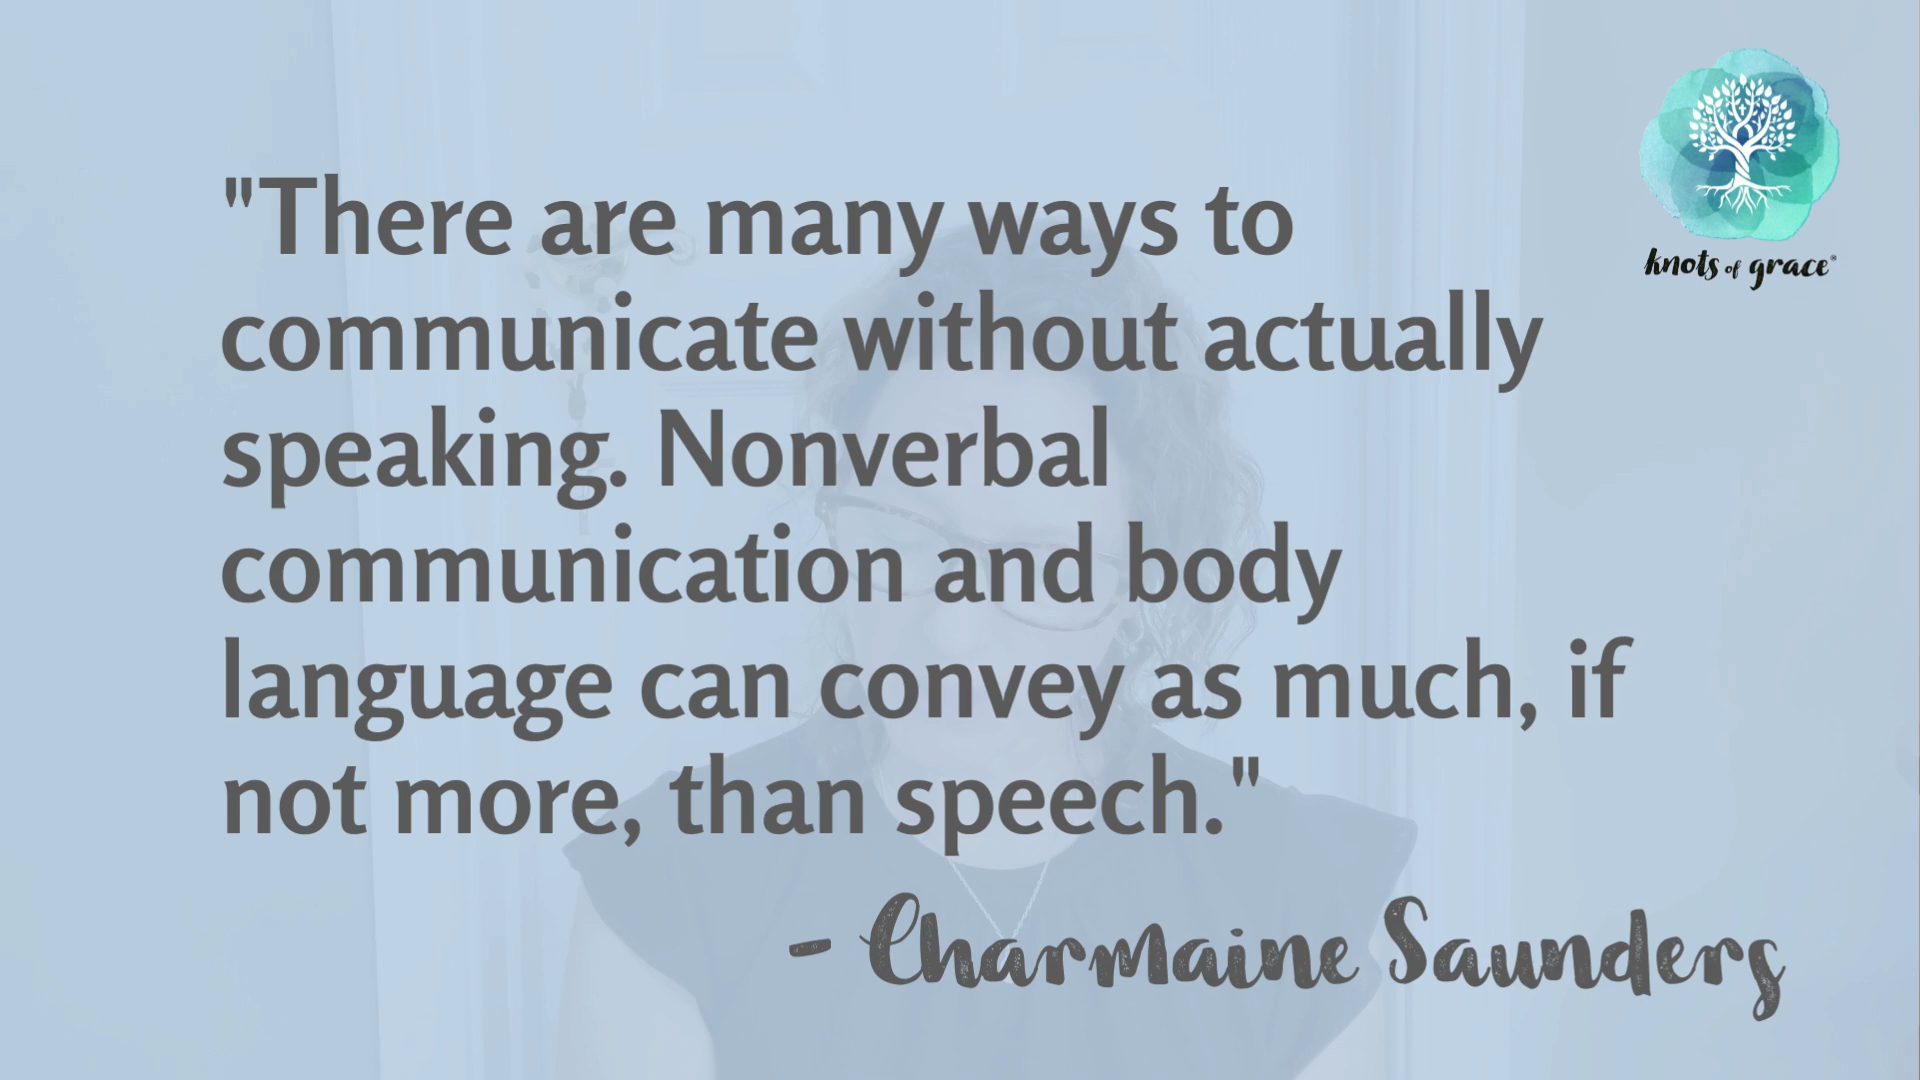 knots of grace®
"There are many ways to
communicate without actually
speaking. Nonverbal
communication and body
language can convey as much, if
not more, than speech."
- Charmaine Saunders